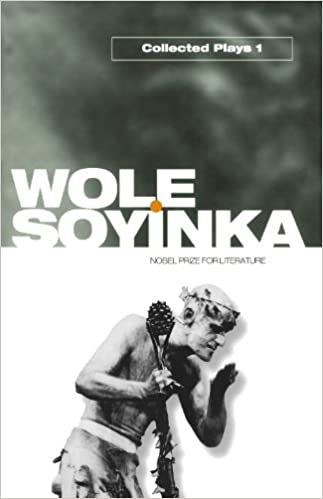 Collected Plays 1
WOLE
SOYINKA
NOBEL PRIZE FOR LITERATURE